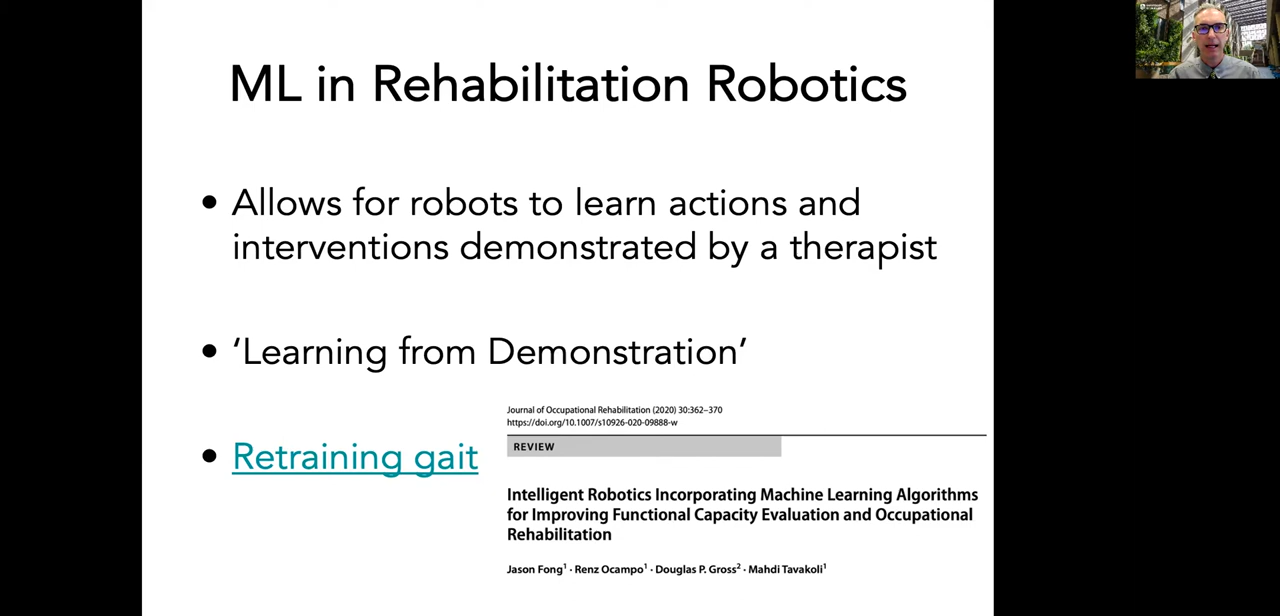 ML in Rehabilitation Robotics
• Allows for robots to learn actions and
interventions demonstrated by a therapist
• ‘Learning from Demonstration’
• Retraining gait
Journal of Occupational Rehabilitation (2020) 30:362–370
https://doi.org/10.1007/s10926-020-09888-w
REVIEW
Intelligent Robotics Incorporating Machine Learning Algorithms
for Improving Functional Capacity Evaluation and Occupational
Rehabilitation
Jason Fong¹ · Renz Ocampo¹ · Douglas P. Gross² · Mahdi Tavakoli¹